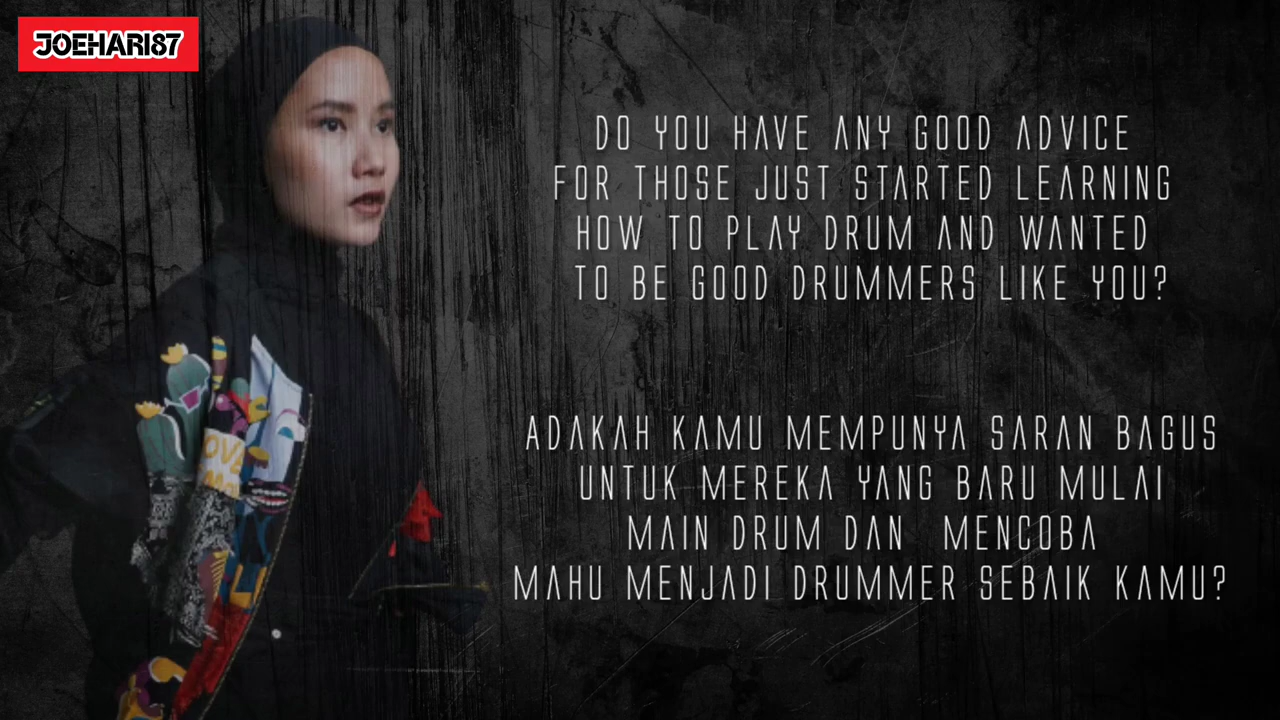 JOEHARI87
DO YOU HAVE ANY GOOD ADVICE
FOR THOSE JUST STARTED LEARNING
HOW TO PLAY DRUM AND WANTED
TO BE GOOD DRUMMERS LIKE YOU?
ADAKAH KAMU MEMPUNYA SARAN BAGUS
UNTUK MEREKA YANG BARU MULAI
MAIN DRUM DAN MENCOBA
MAHU MENJADI DRUMMER SEBAIK KAMU?